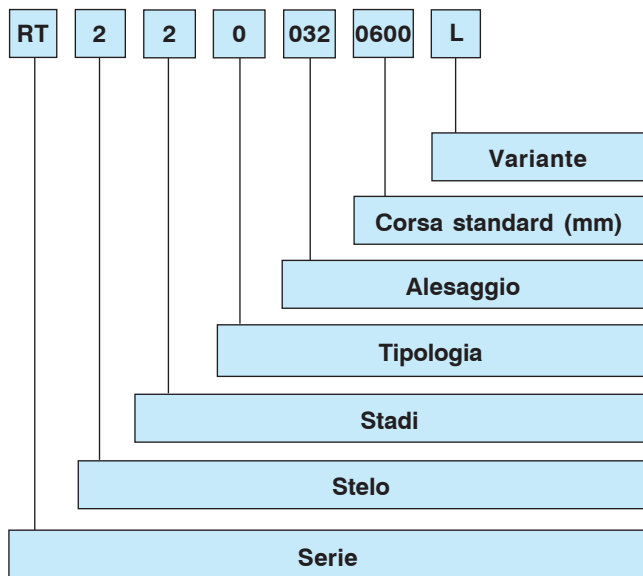 RT 2 2 0 032 0600 L
Variante
Corsa standard (mm)
Alesaggio
Tipologia
Stadi
Stelo
Serie